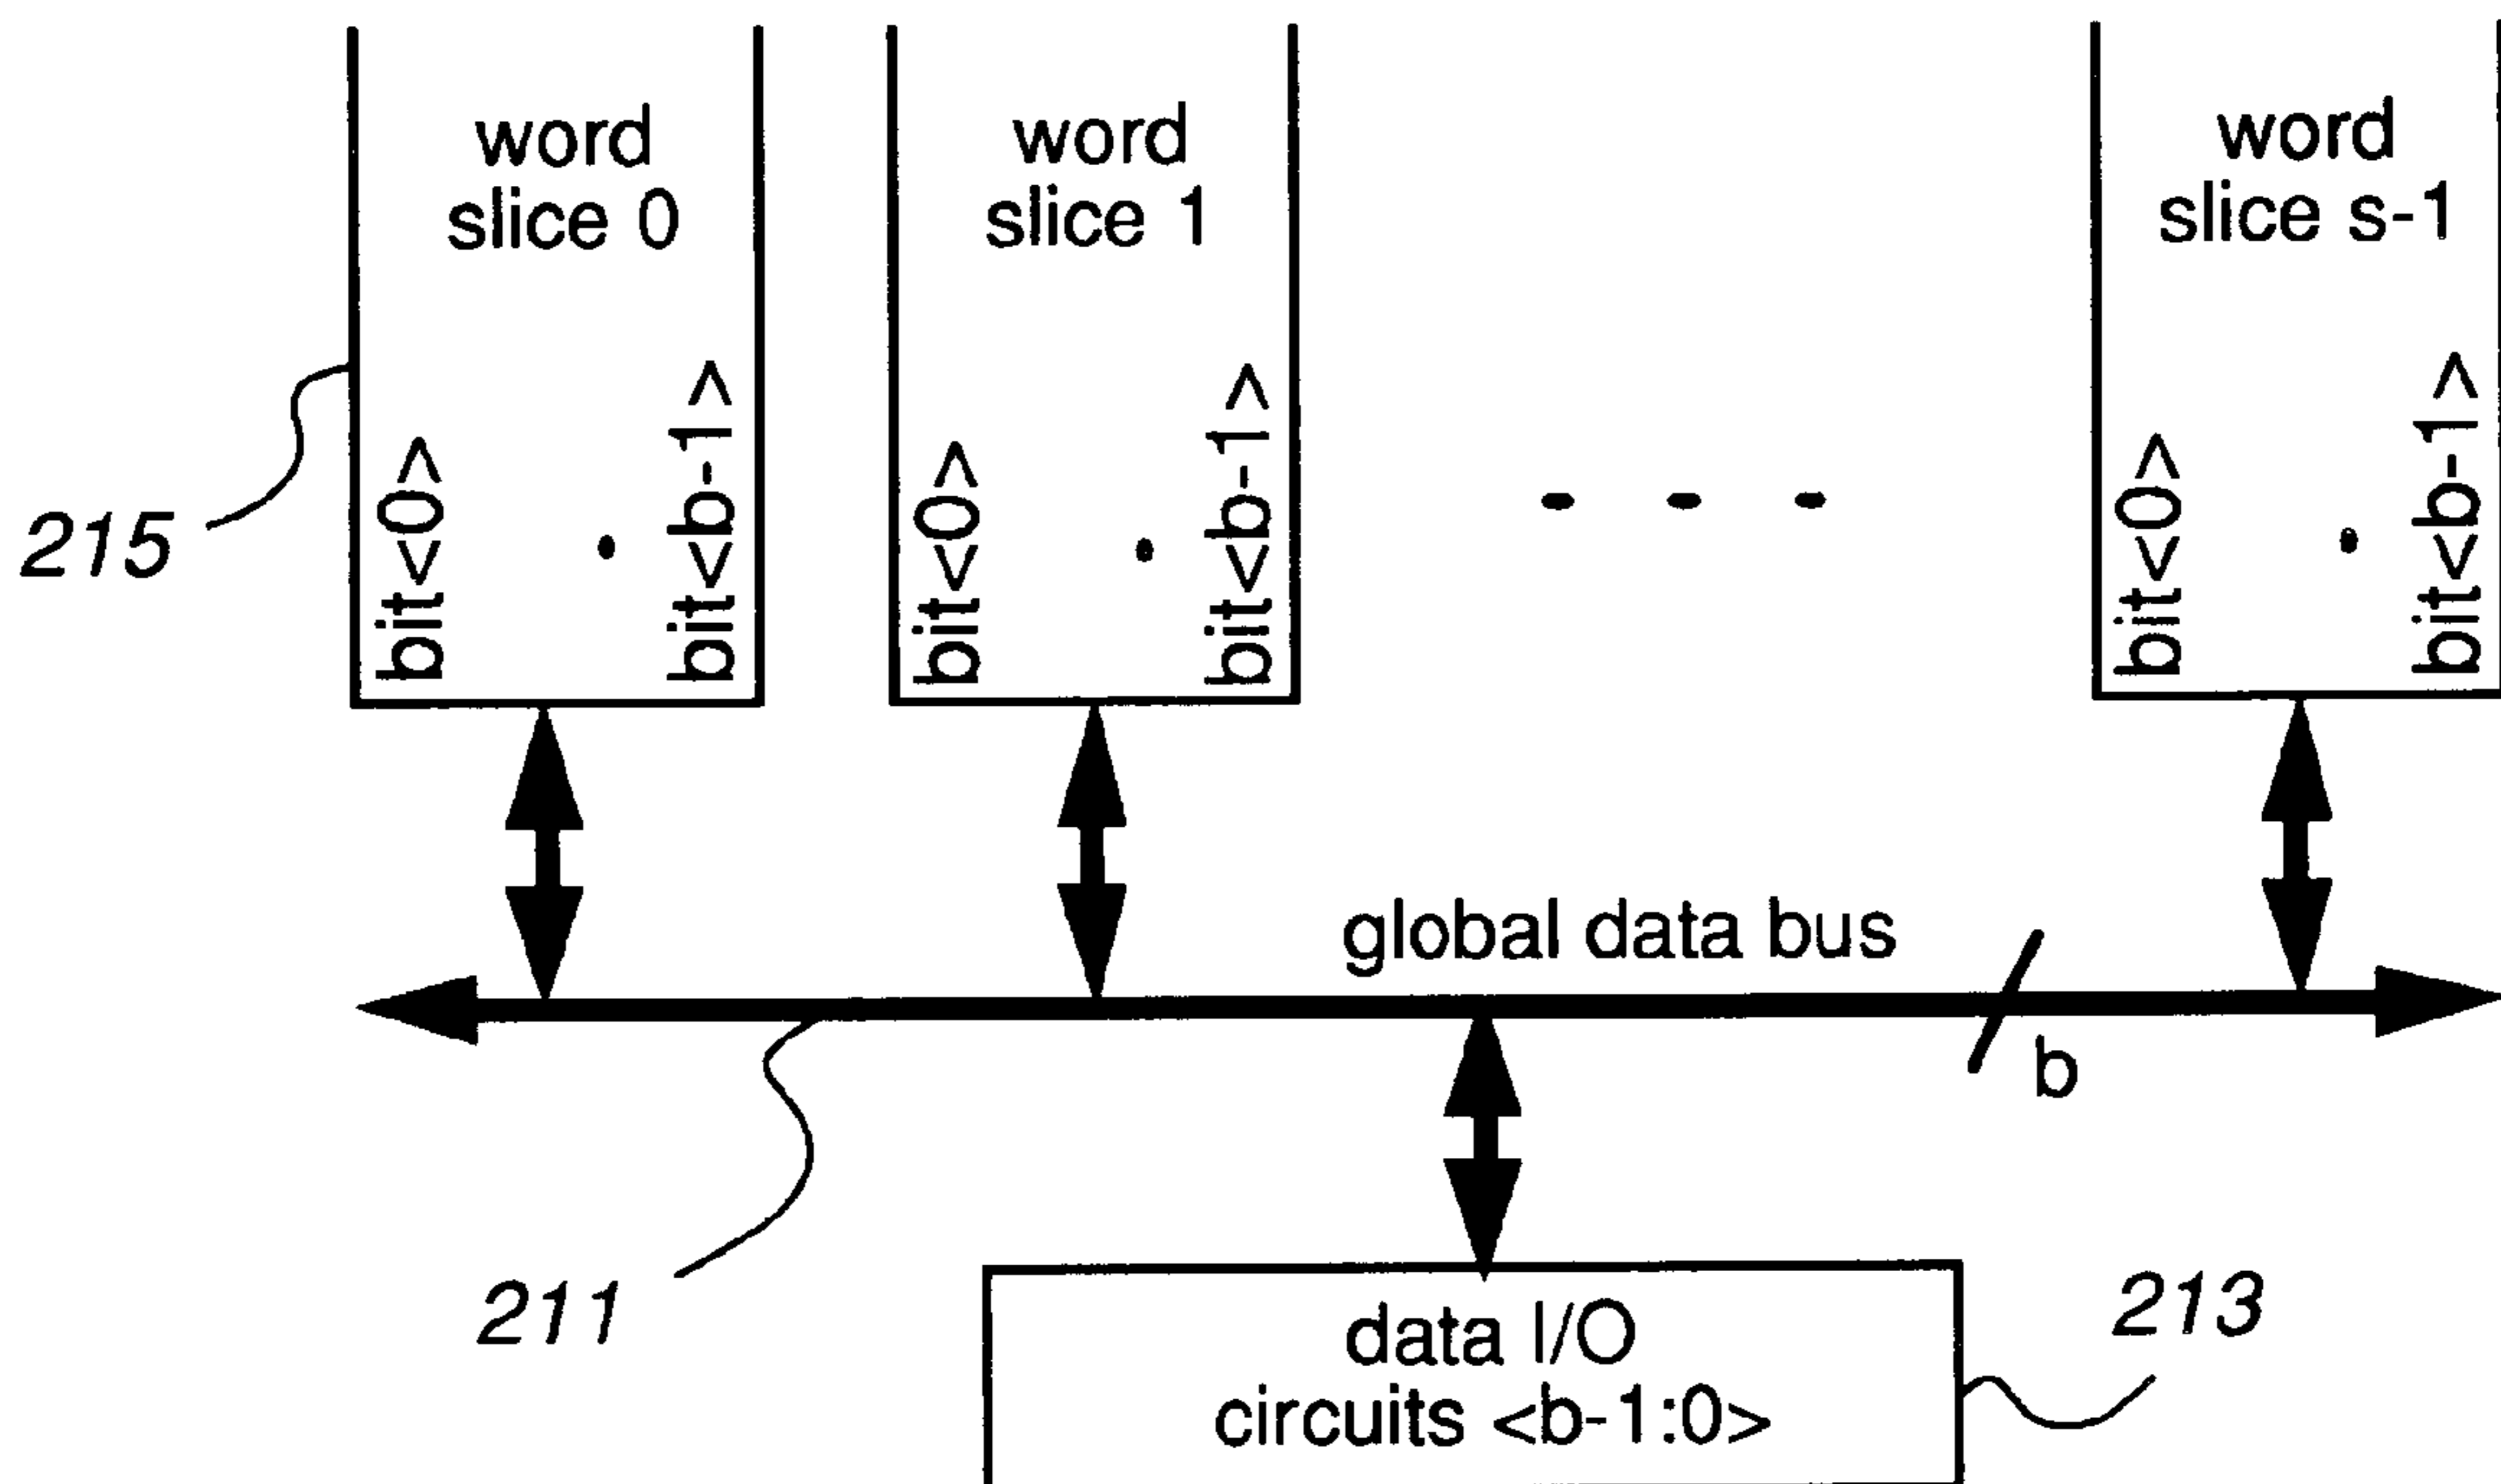 word
slice 0
word
slice 1
word
slice s-1
bit<0>
bit<b-1>
bit<0>
bit<b-1>
bit<0>
bit<b-1>
215
global data bus
b
211
213
data I/O
circuits <b-1:0>